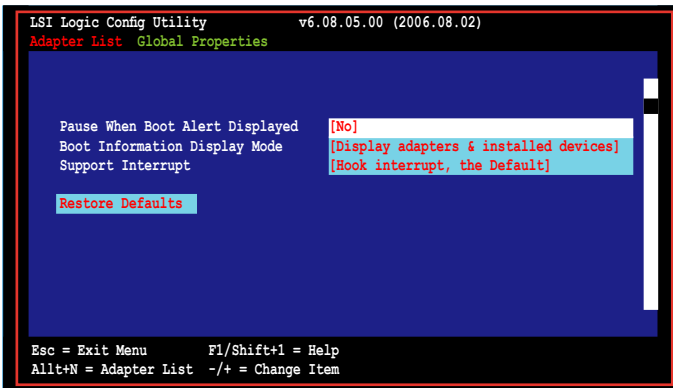 LSI Logic Config Utility v6.08.05.00 (2006.08.02)
Adapter List Global Properties
Pause When Boot Alert Displayed [No]
Boot Information Display Mode [Display adapters & installed devices]
Support Interrupt [Hook interrupt, the Default]
Restore Defaults
Esc = Exit Menu F1/Shift+1 = Help
Allt+N = Adapter List -/+ = Change Item